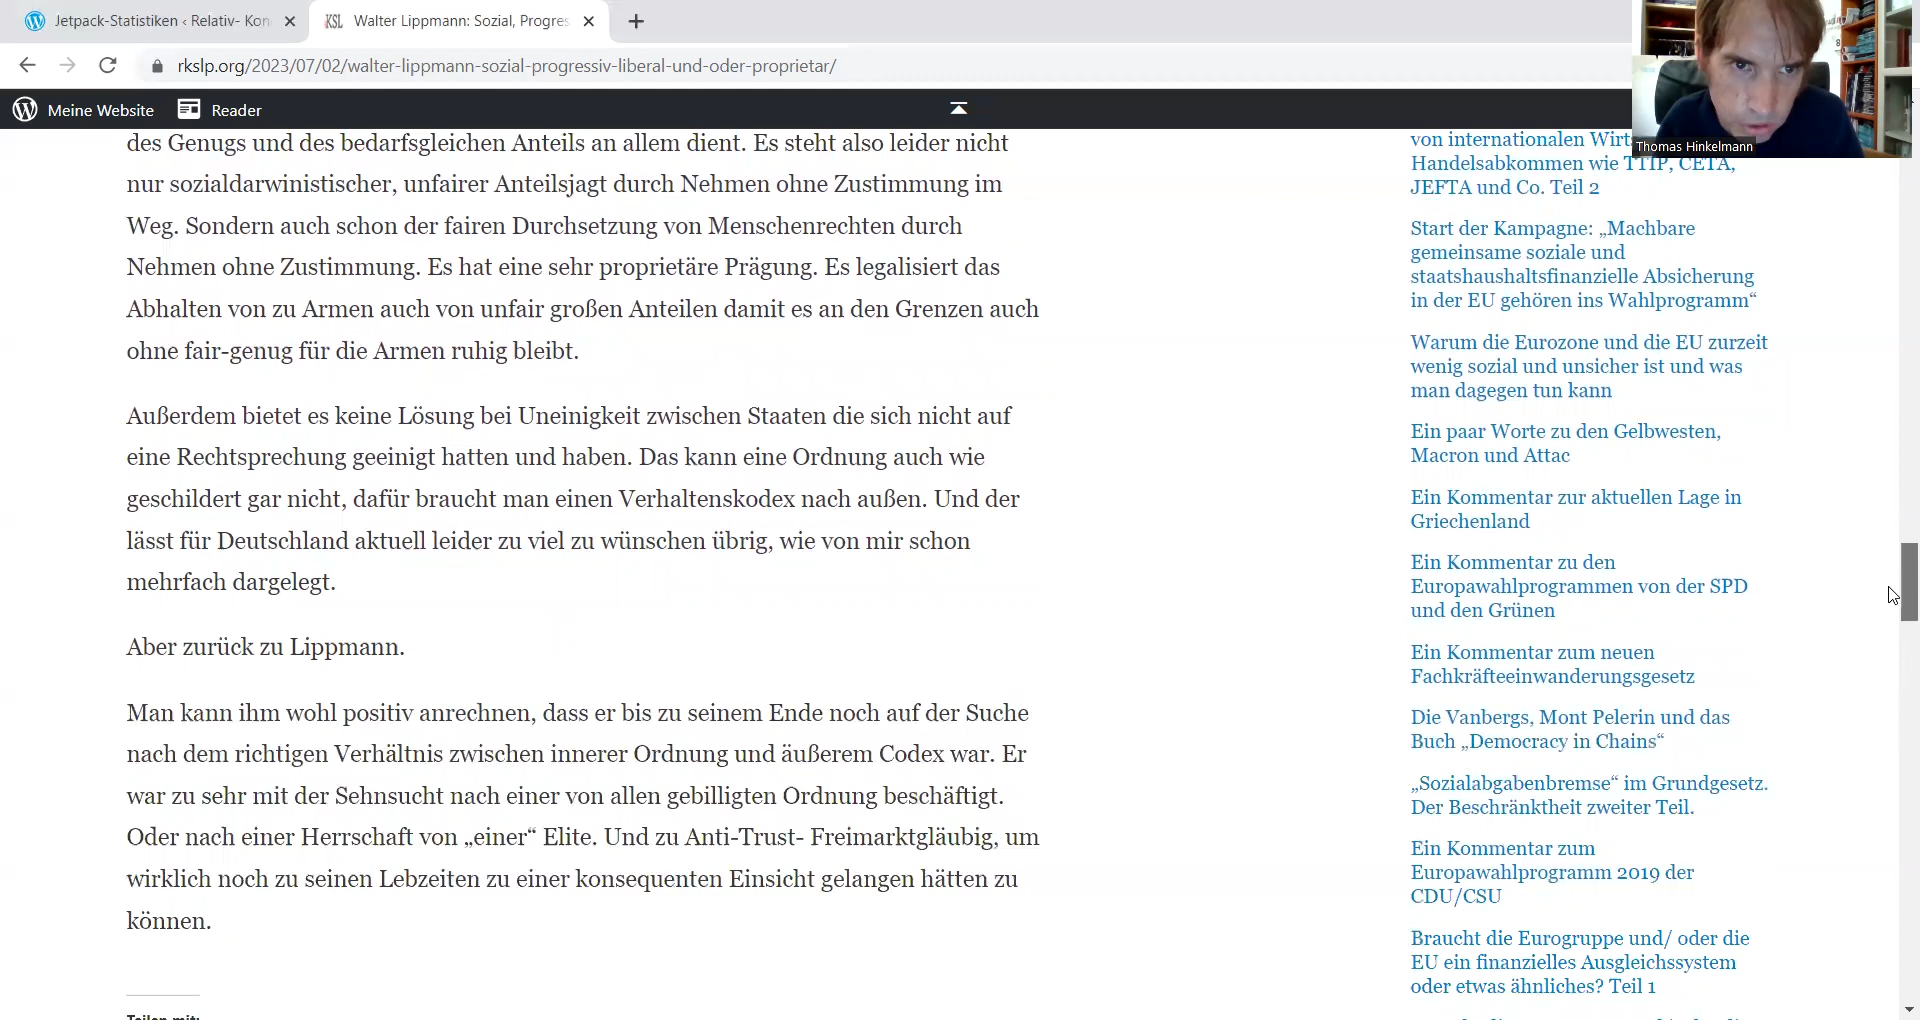 Jetpack-Statistiken ‹ Relativ- Kon
Walter Lippmann: Sozial, Progres
rkslp.org/2023/07/02/walter-lippmann-sozial-progressiv-liberal-und-oder-proprietar/
Meine Website
Reader
Thomas Hinkelmann
des Genugs und des bedarfsgleichen Anteils an allem dient. Es steht also leider nicht
nur sozialdarwinistischer, unfairer Anteilsjagt durch Nehmen ohne Zustimmung im
Weg. Sondern auch schon der fairen Durchsetzung von Menschenrechten durch
Nehmen ohne Zustimmung. Es hat eine sehr proprietäre Prägung. Es legalisiert das
Abhalten von zu Armen auch von unfair großen Anteilen damit es an den Grenzen auch
ohne fair-genug für die Armen ruhig bleibt.
Außerdem bietet es keine Lösung bei Uneinigkeit zwischen Staaten die sich nicht auf
eine Rechtsprechung geeinigt hatten und haben. Das kann eine Ordnung auch wie
geschildert gar nicht, dafür braucht man einen Verhaltenskodex nach außen. Und der
lässt für Deutschland aktuell leider zu viel zu wünschen übrig, wie von mir schon
mehrfach dargelegt.
Aber zurück zu Lippmann.
Man kann ihm wohl positiv anrechnen, dass er bis zu seinem Ende noch auf der Suche
nach dem richtigen Verhältnis zwischen innerer Ordnung und äußerem Codex war. Er
war zu sehr mit der Sehnsucht nach einer von allen gebilligten Ordnung beschäftigt.
Oder nach einer Herrschaft von „einer“ Elite. Und zu Anti-Trust- Freimarktgläubig, um
wirklich noch zu seinen Lebzeiten zu einer konsequenten Einsicht gelangen hätten zu
können.
von internationalen Wirts
Handelsabkommen wie TTIP, CETA,
JEFTA und Co. Teil 2
Start der Kampagne: „Machbare
gemeinsame soziale und
staatshaushaltsfinanzielle Absicherung
in der EU gehören ins Wahlprogramm“
Warum die Eurozone und die EU zurzeit
wenig sozial und unsicher ist und was
man dagegen tun kann
Ein paar Worte zu den Gelbwesten,
Macron und Attac
Ein Kommentar zur aktuellen Lage in
Griechenland
Ein Kommentar zu den
Europawahlprogrammen von der SPD
und den Grünen
Ein Kommentar zum neuen
Fachkräfteeinwanderungsgesetz
Die Vanbergs, Mont Pelerin und das
Buch „Democracy in Chains“
„Sozialabgabenbremse“ im Grundgesetz.
Der Beschränktheit zweiter Teil.
Ein Kommentar zum
Europawahlprogramm 2019 der
CDU/CSU
Braucht die Eurogruppe und/ oder die
EU ein finanzielles Ausgleichssystem
oder etwas ähnliches? Teil 1
Teilen mit: